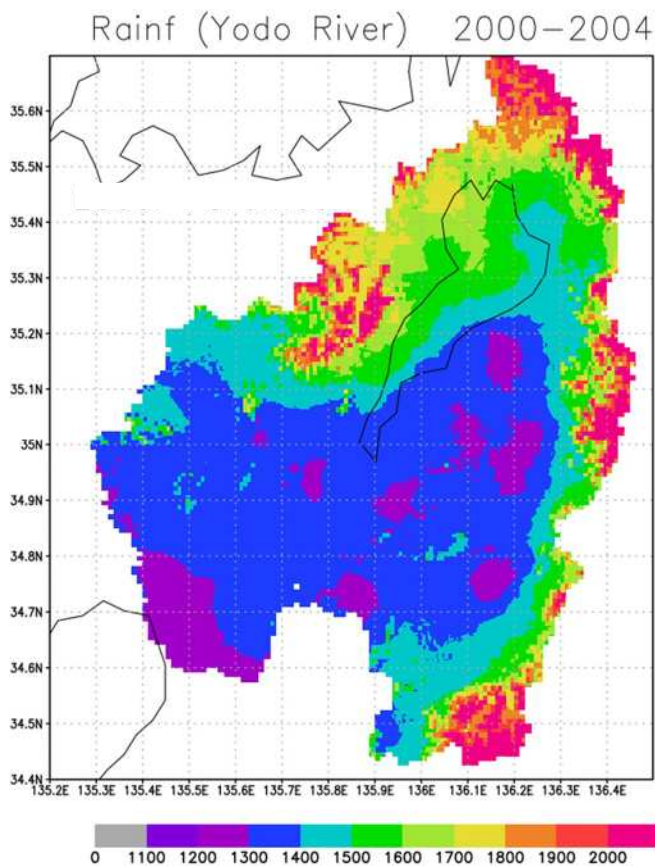 Rainf (Yodo River) 2000−2004
35.6N
35.5N
35.4N
35.3N
35.2N
35.1N
35N
34.9N
34.8N
34.7N
34.6N
34.5N
34.4N
135.2E 135.3E 135.4E 135.5E 135.6E 135.7E 135.8E 135.9E 136E 136.1E 136.2E 136.3E 136.4E
0 1100 1200 1300 1400 1500 1600 1700 1800 1900 2000